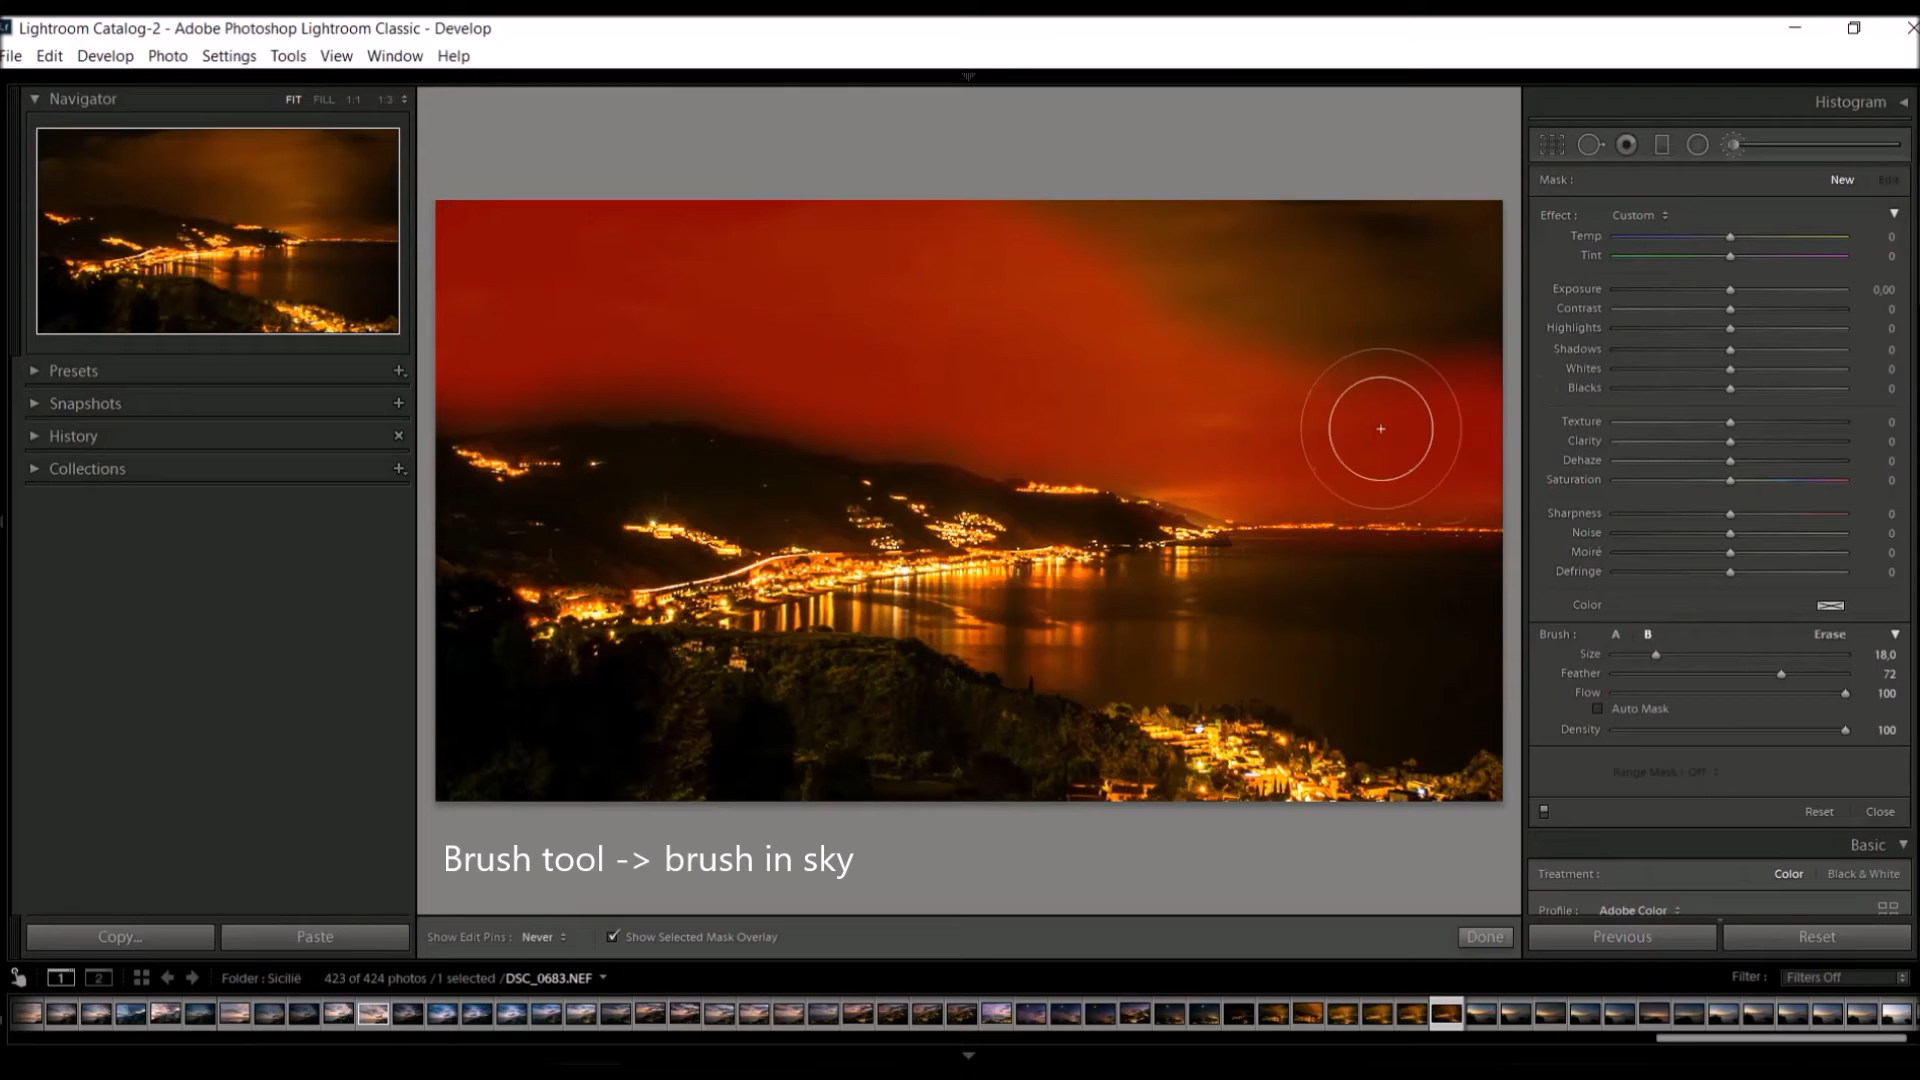 Lightroom Catalog-2 - Adobe Photoshop Lightroom Classic - Develop
File Edit Develop Photo Settings Tools View Window Help
Navigator FIT FILL 1:1 1:3
Histogram
Mask : New Edit
Effect : Custom
Temp 0
Tint 0
Exposure 0,00
Contrast 0
Highlights 0
Shadows 0
Whites 0
Blacks 0
Texture 0
Clarity 0
Dehaze 0
Saturation 0
Sharpness 0
Noise 0
Moiré 0
Defringe 0
Color
Brush : A B Erase
Size 18,0
Feather 72
Flow 100
Auto Mask
Density 100
Range Mask : Off
Reset Close
Basic
Treatment : Color Black & White
Profile : Adobe Color
Previous Reset
Presets
Snapshots
History
Collections
Copy... Paste
Brush tool -> brush in sky
Show Edit Pins : Never Show Selected Mask Overlay Done
1 2 Folder : Sicilië 423 of 424 photos /1 selected /DSC_0683.NEF Filter : Filters Off